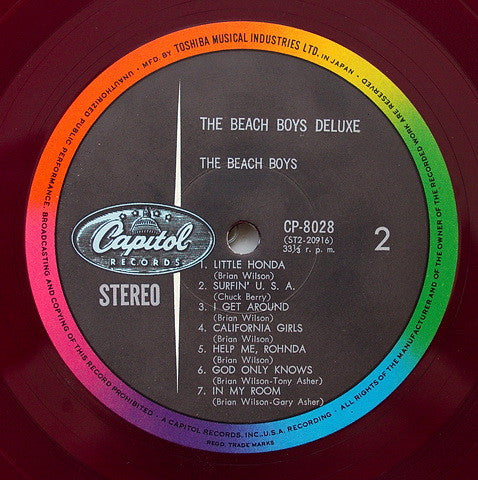 MFD. BY TOSHIBA MUSICAL INDUSTRIES LTD. IN JAPAN • ALL RIGHTS OF THE MANUFACTURER AND OF THE OWNER OF THE RECORDED WORK ARE RESERVED.
UNAUTHORIZED PUBLIC PERFORMANCE, BROADCASTING AND COPYING OF THIS RECORD PROHIBITED •
THE BEACH BOYS DELUXE
THE BEACH BOYS
Capitol
RECORDS
STEREO
CP-8028
(ST2-20916)
33⅓ r. p. m.
2
1. LITTLE HONDA
(Brian Wilson)
2. SURFIN' U. S. A.
(Chuck Berry)
3. I GET AROUND
(Brian Wilson)
4. CALIFORNIA GIRLS
(Brian Wilson)
5. HELP ME, ROHNDA
(Brian Wilson)
6. GOD ONLY KNOWS
(Brian Wilson-Tony Asher)
7. IN MY ROOM
(Brian Wilson-Gary Asher)
• A CAPITOL RECORDS, INC., U.S.A. RECORDING •
REGD. TRADE MARKS